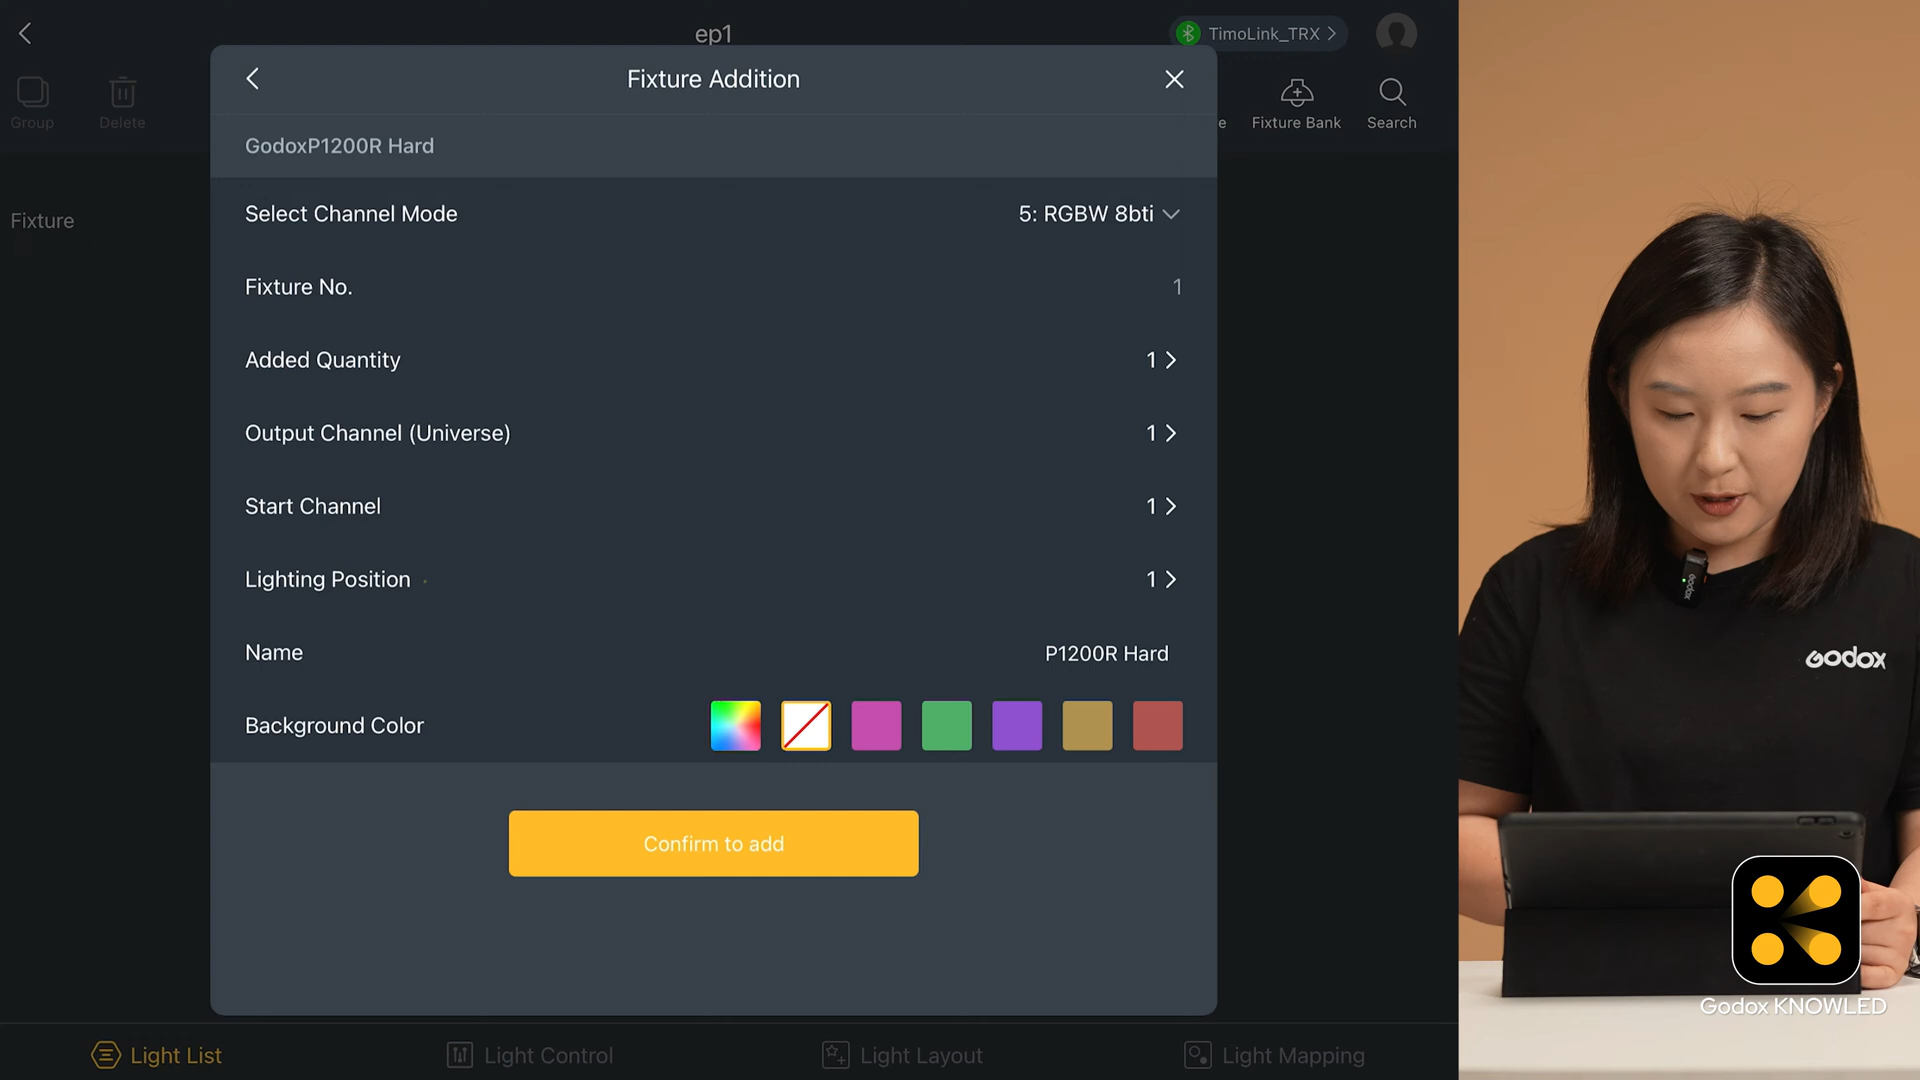 ep1
TimoLink_TRX
Group
Delete
Fixture Addition
e
Fixture Bank
Search
GodoxP1200R Hard
Select Channel Mode
5: RGBW 8bti
Fixture
Fixture No.
1
Added Quantity
1
Output Channel (Universe)
1
Start Channel
1
Lighting Position
1
Name
P1200R Hard
Background Color
Confirm to add
Light List
Light Control
Light Layout
Light Mapping
Godox
Godox
Godox KNOWLED